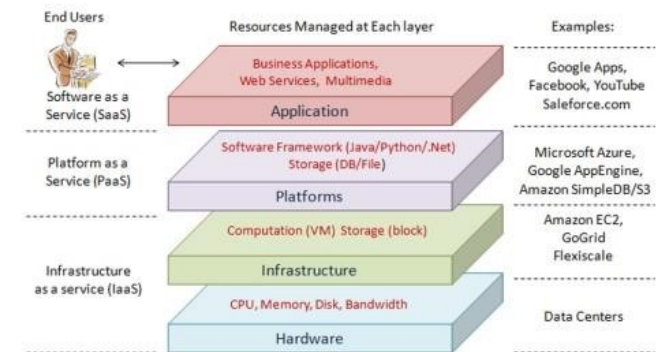 End Users
Resources Managed at Each layer
Examples:
Software as a
Service (SaaS)
Business Applications,
Web Services, Multimedia
Application
Google Apps,
Facebook, YouTube
Saleforce.com
Platform as a
Service (PaaS)
Software Framework (Java/Python/.Net)
Storage (DB/File)
Platforms
Microsoft Azure,
Google AppEngine,
Amazon SimpleDB/S3
Infrastructure
as a service (IaaS)
Computation (VM) Storage (block)
Infrastructure
Amazon EC2,
GoGrid
Flexiscale
CPU, Memory, Disk, Bandwidth
Hardware
Data Centers